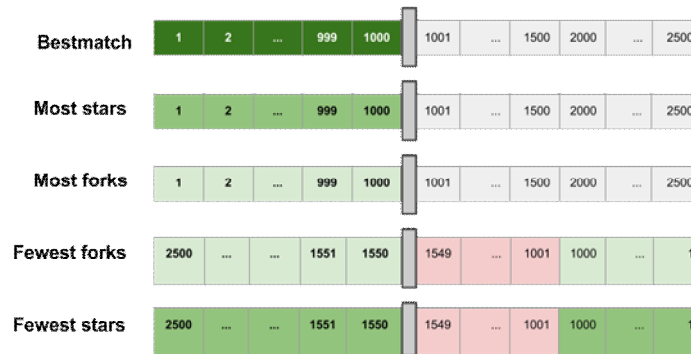 Bestmatch 1 2 ... 999 1000 1001 ... 1500 2000 ... 2500
Most stars 1 2 ... 999 1000 1001 ... 1500 2000 ... 2500
Most forks 1 2 ... 999 1000 1001 ... 1500 2000 ... 2500
Fewest forks 2500 ... ... 1551 1550 1549 ... 1001 1000 ... 1
Fewest stars 2500 ... ... 1551 1550 1549 ... 1001 1000 ... 1